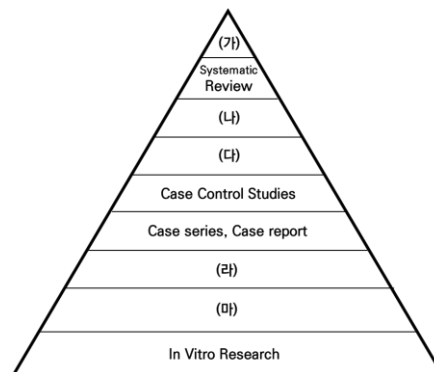 (가)
Systematic
Review
(나)
(다)
Case Control Studies
Case series, Case report
(라)
(마)
In Vitro Research